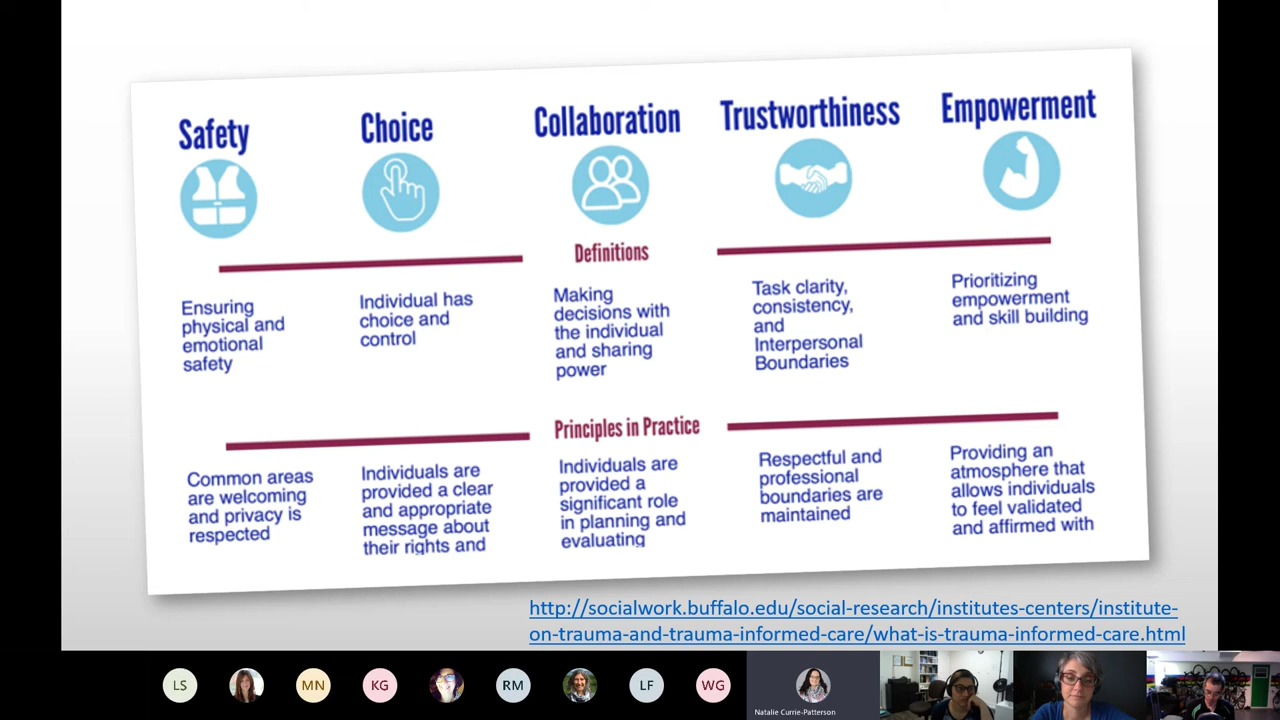 Safety
Choice
Collaboration
Trustworthiness
Empowerment
Definitions
Ensuring
physical and
emotional
safety
Individual has
choice and
control
Making
decisions with
the individual
and sharing
power
Task clarity,
consistency,
and
Interpersonal
Boundaries
Prioritizing
empowerment
and skill building
Principles in Practice
Common areas
are welcoming
and privacy is
respected
Individuals are
provided a clear
and appropriate
message about
their rights and
Individuals are
provided a
significant role
in planning and
evaluating
Respectful and
professional
boundaries are
maintained
Providing an
atmosphere that
allows individuals
to feel validated
and affirmed with
http://socialwork.buffalo.edu/social-research/institutes-centers/institute-
on-trauma-and-trauma-informed-care/what-is-trauma-informed-care.html
LS
MN
KG
RM
LF
WG
Natalie Currie-Patterson